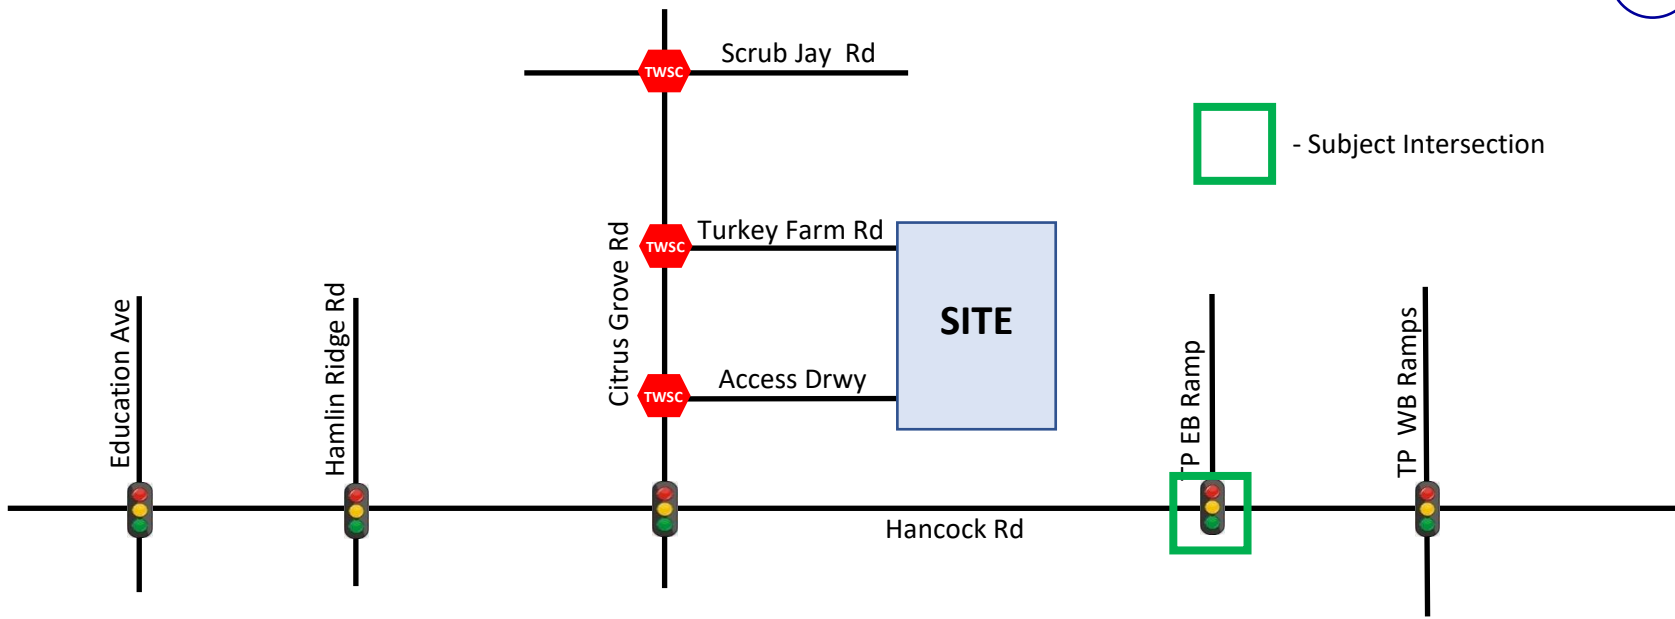 Scrub Jay Rd
TWSC
- Subject Intersection
Turkey Farm Rd
TWSC
Citrus Grove Rd
SITE
Access Drwy
TWSC
Education Ave
Hamlin Ridge Rd
TP EB Ramp
TP WB Ramps
Hancock Rd